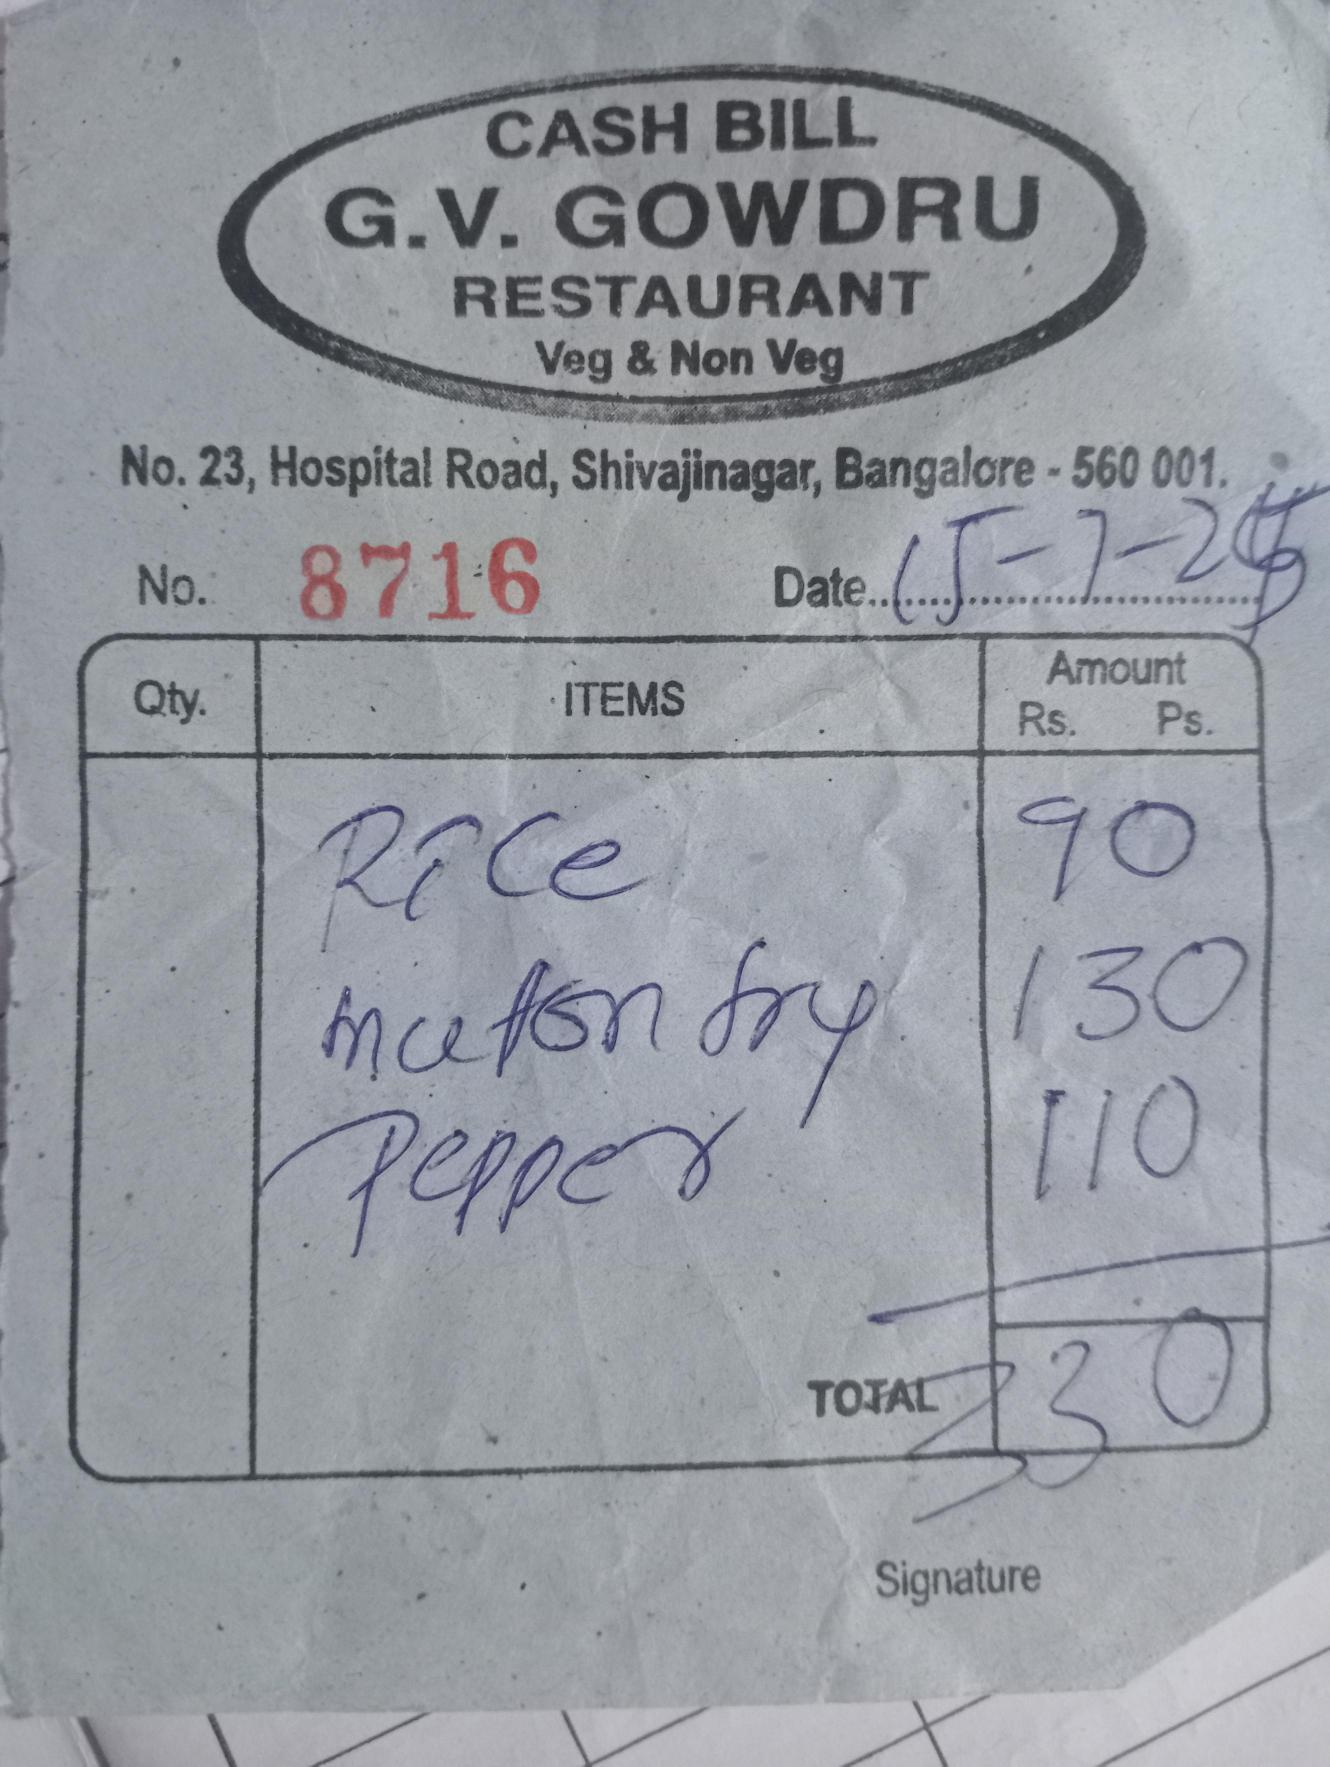 CASH BILL
G.V. GOWDRU
RESTAURANT
Veg & Non Veg
No. 23, Hospital Road, Shivajinagar, Bangalore - 560 001.
No. 8716 Date 15-7-25
Qty. ITEMS Amount
Rs. Ps.
Rice 90
mutton fry 130
Pepper 110
TOTAL 330
Signature